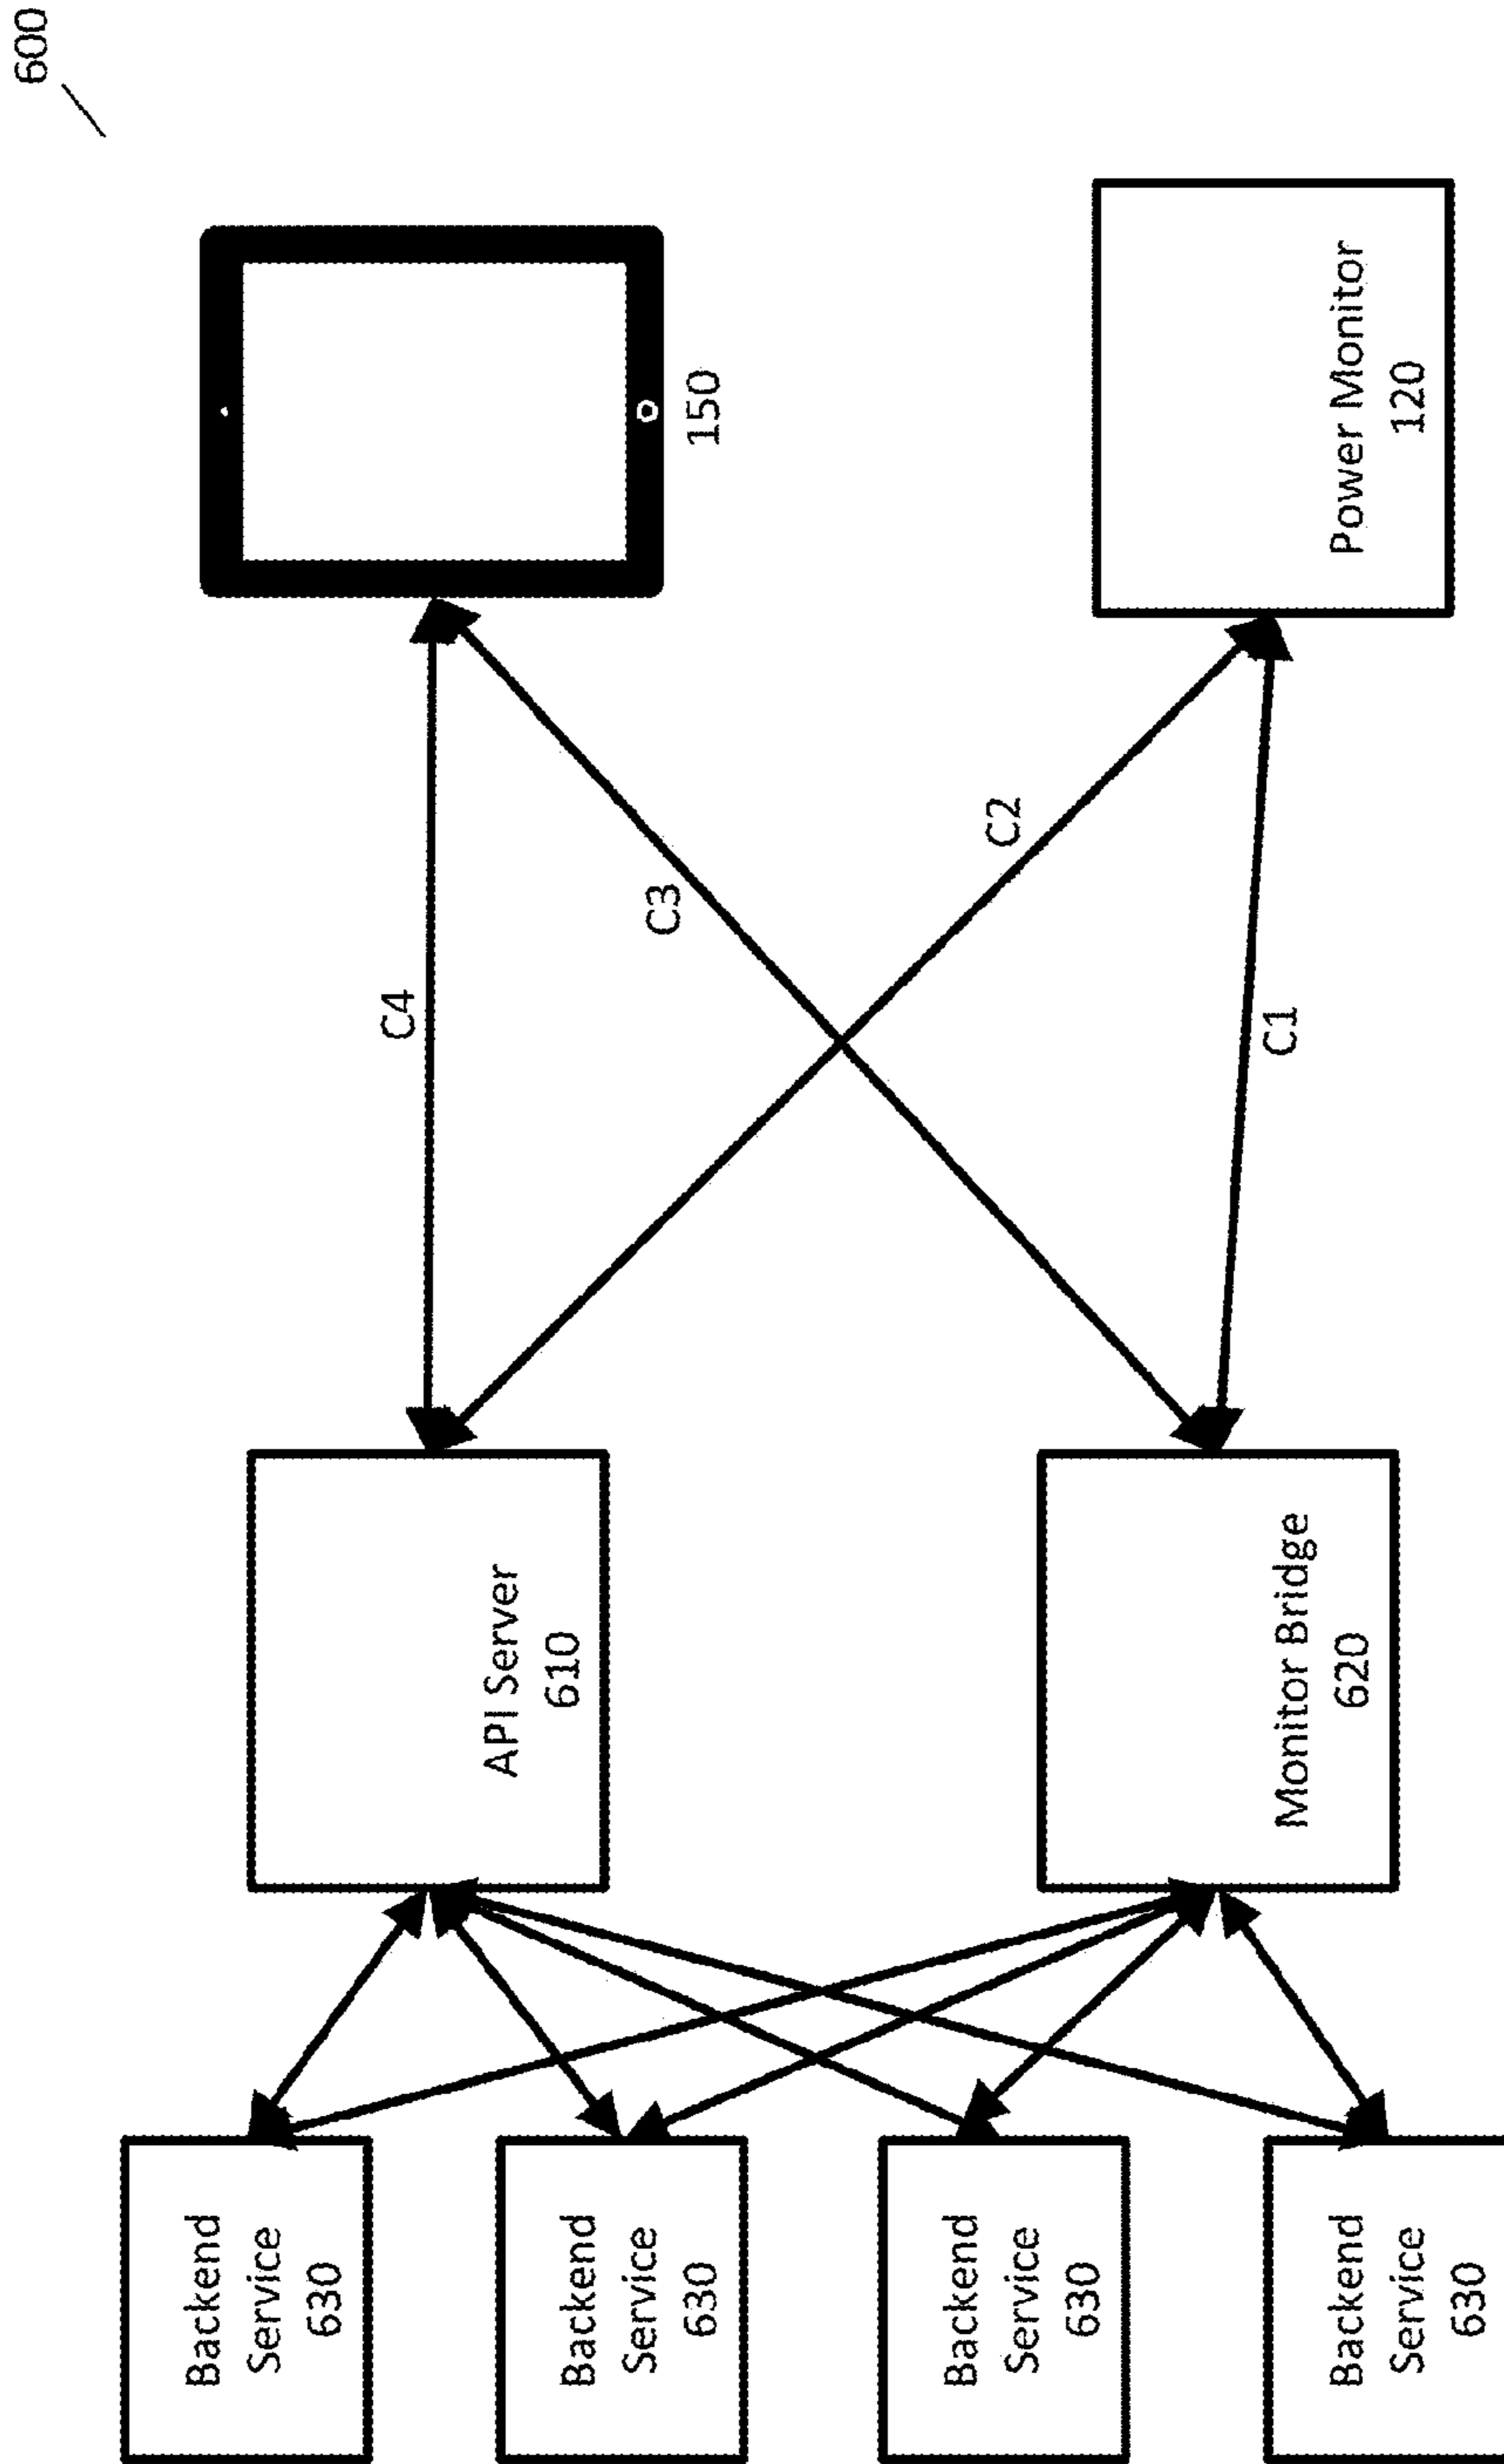 600
Backend
Service
630
API Server
610
C4
150
Backend
Service
630
C3
C2
Backend
Service
630
Monitor Bridge
620
C1
Power Monitor
120
Backend
Service
630